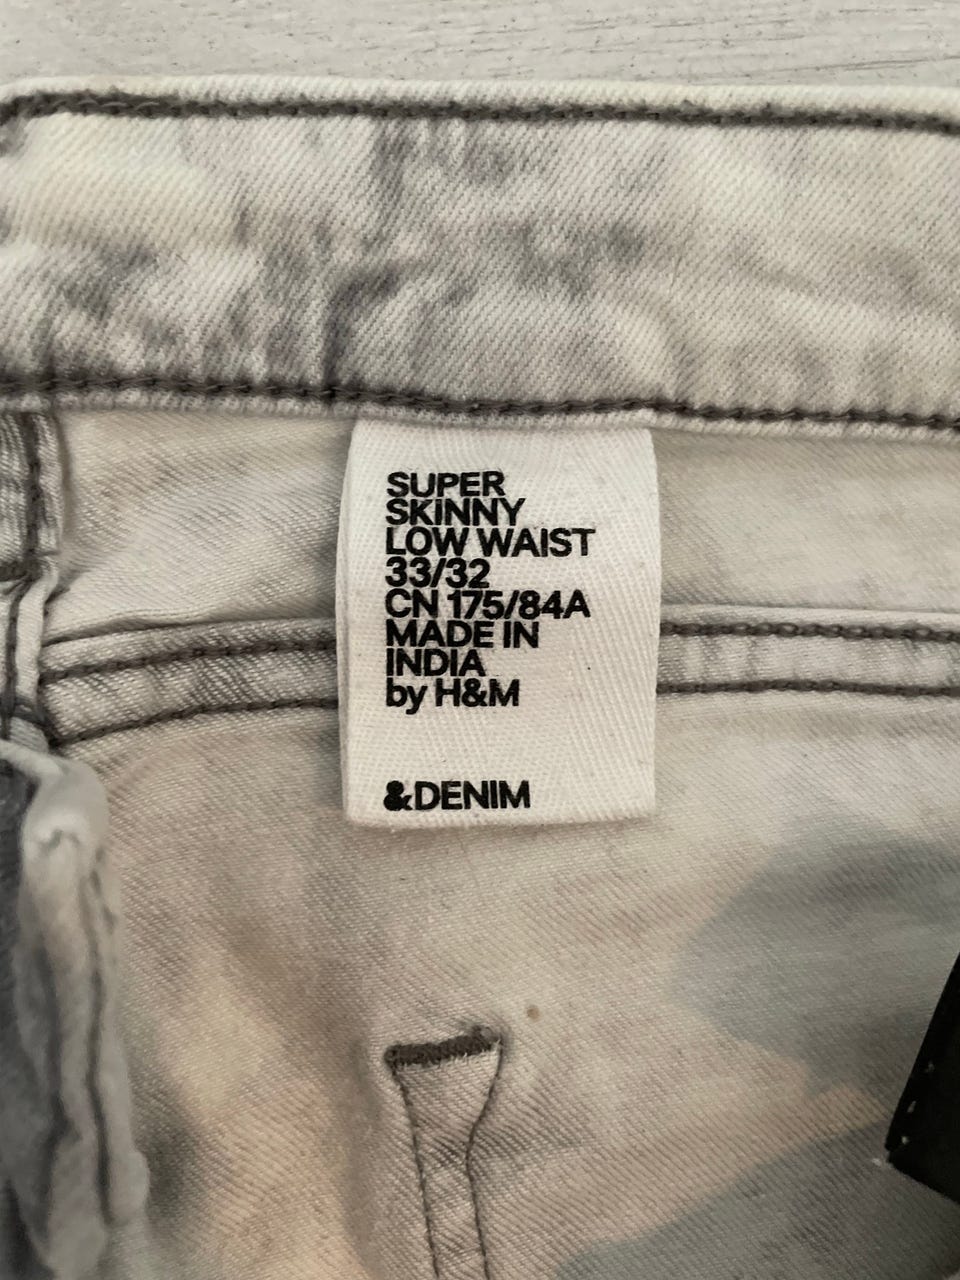 SUPER
SKINNY
LOW WAIST
33/32
CN 175/84A
MADE IN
INDIA
by H&M
&DENIM